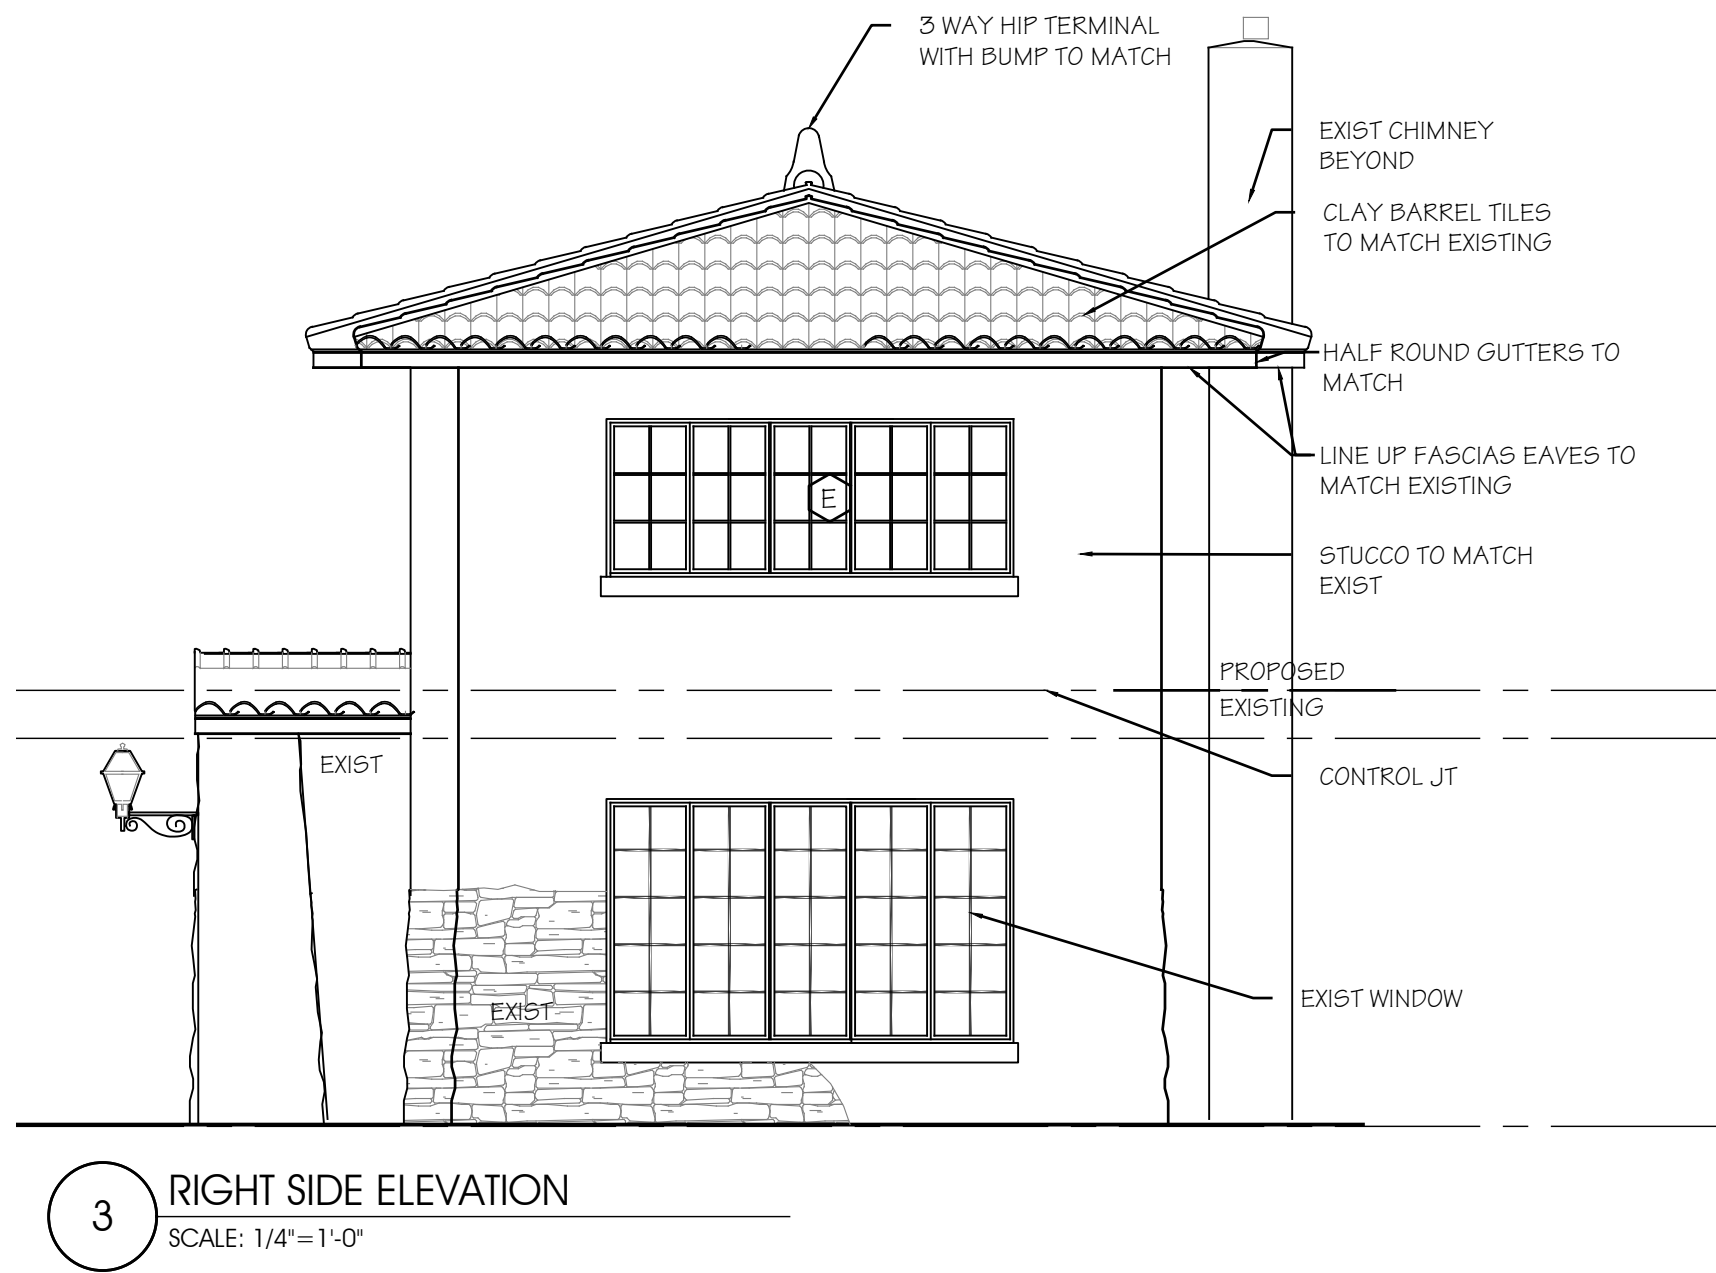 3 WAY HIP TERMINAL
WITH BUMP TO MATCH
EXIST CHIMNEY
BEYOND
CLAY BARREL TILES
TO MATCH EXISTING
HALF ROUND GUTTERS TO
MATCH
LINE UP FASCIAS EAVES TO
MATCH EXISTING
E
STUCCO TO MATCH
EXIST
PROPOSED
EXISTING
EXIST
CONTROL JT
EXIST WINDOW
EXIST
3
RIGHT SIDE ELEVATION
SCALE: 1/4"=1'-0"